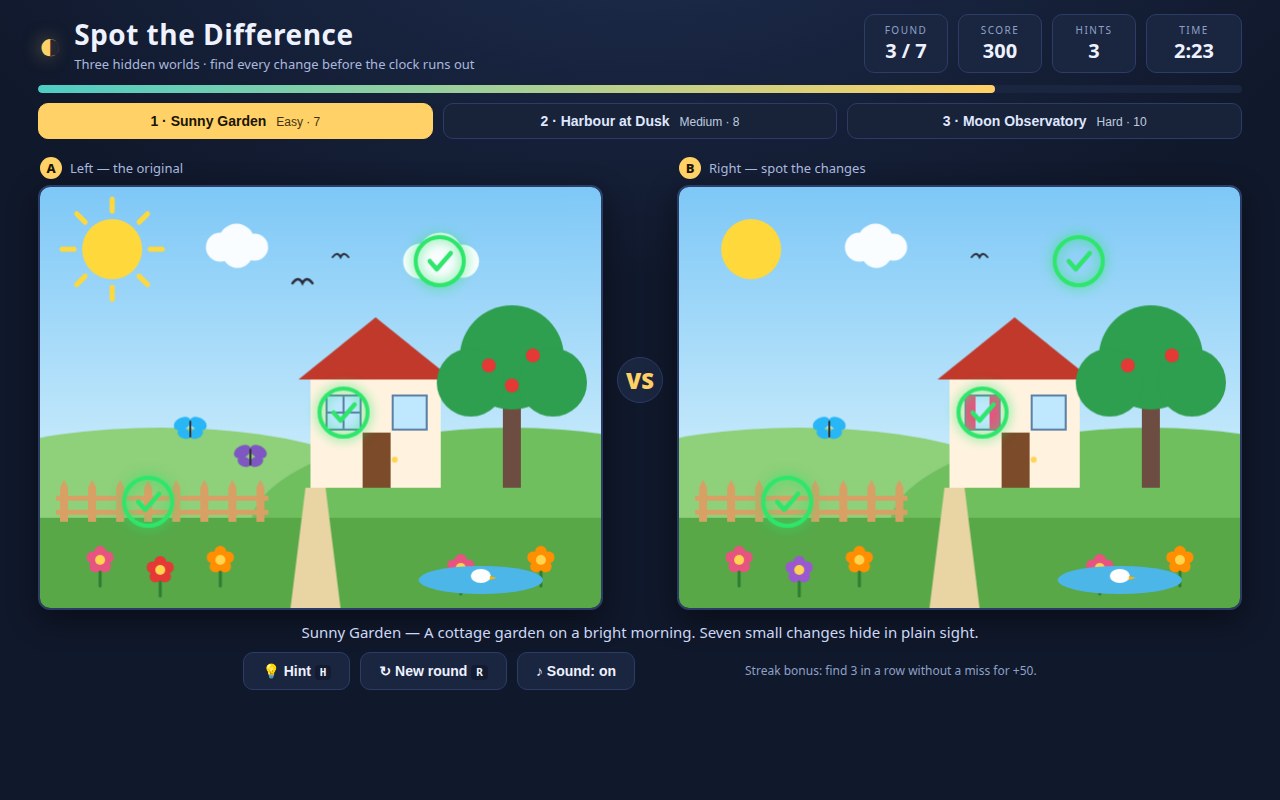 Spot the Difference
Three hidden worlds · find every change before the clock runs out
FOUND
3 / 7
SCORE
300
HINTS
3
TIME
2:23
1 · Sunny Garden Easy · 7
2 · Harbour at Dusk Medium · 8
3 · Moon Observatory Hard · 10
A Left — the original
B Right — spot the changes
VS
Sunny Garden — A cottage garden on a bright morning. Seven small changes hide in plain sight.
💡 Hint H
↻ New round R
♪ Sound: on
Streak bonus: find 3 in a row without a miss for +50.